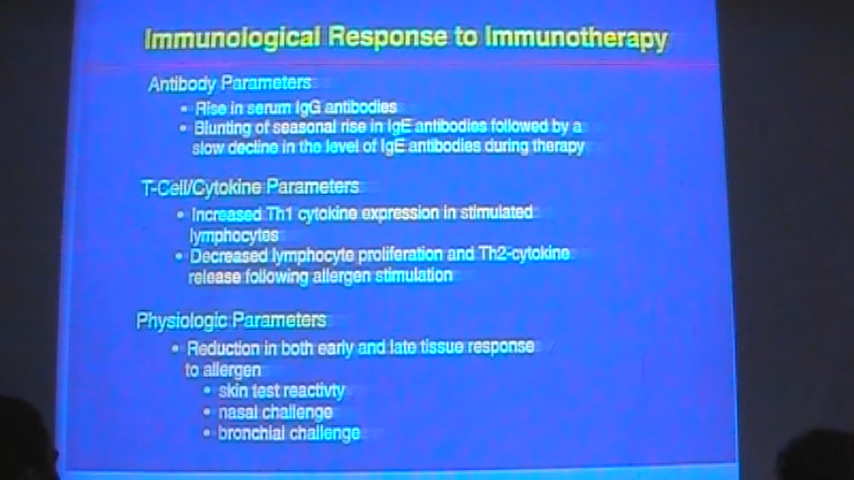 Immunological Response to Immunotherapy
Antibody Parameters
• Rise in serum IgG antibodies
• Blunting of seasonal rise in IgE antibodies followed by a
slow decline in the level of IgE antibodies during therapy
T-Cell/Cytokine Parameters
• Increased Th1 cytokine expression in stimulated
lymphocytes
• Decreased lymphocyte proliferation and Th2-cytokine
release following allergen stimulation
Physiologic Parameters
• Reduction in both early and late tissue response
to allergen
• skin test reactivty
• nasal challenge
• bronchial challenge